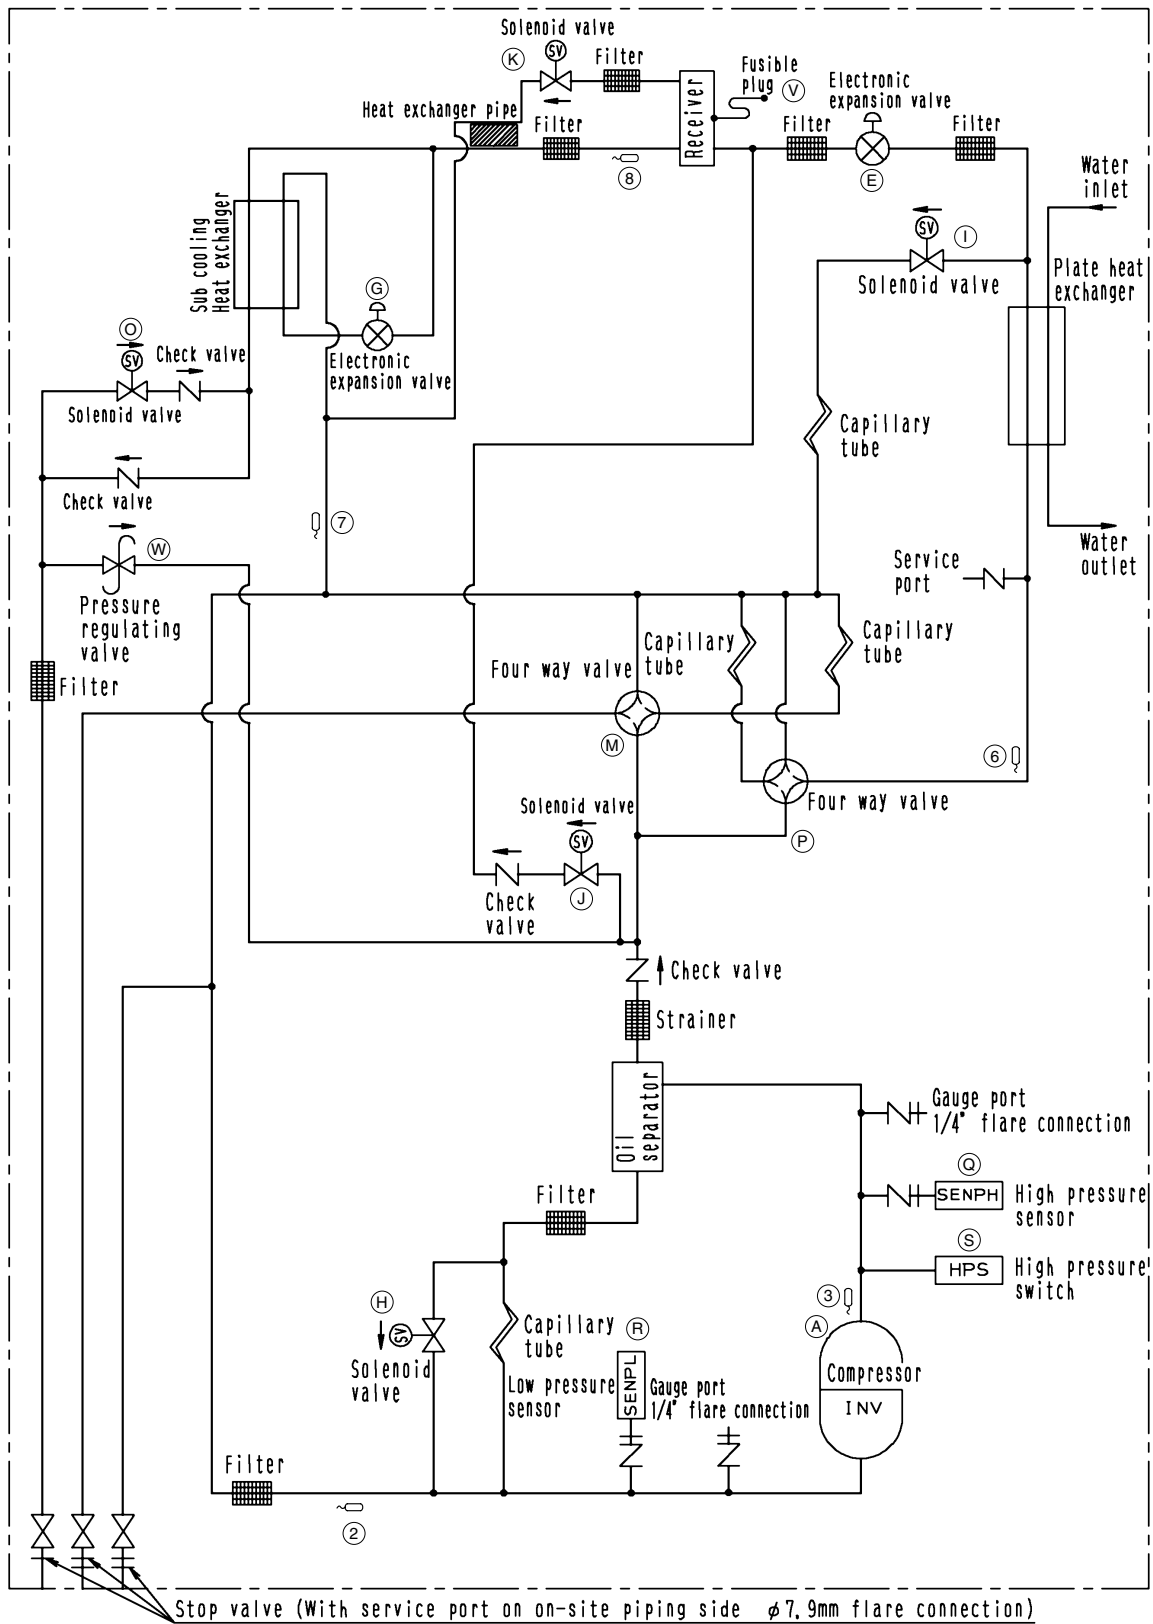 Solenoid valve
K
SV
Filter
Fusible
plug
V
Electronic
expansion valve
Heat exchanger pipe
Filter
Receiver
Filter
Filter
8
E
Water
inlet
Sub cooling
Heat exchanger
SV
I
Solenoid valve
Plate heat
exchanger
G
O
Check valve
SV
Solenoid valve
Electronic
expansion valve
Capillary
tube
Check valve
7
W
Pressure
regulating
valve
Service
port
Water
outlet
Filter
Capillary
tube
Capillary
tube
Four way valve
M
6
Four way valve
Solenoid valve
SV
P
J
Check
valve
Check valve
Strainer
Oil
separator
Gauge port
1/4" flare connection
Q
SENPH
High pressure
sensor
Filter
S
HPS
High pressure
switch
H
SV
Solenoid
valve
Capillary
tube
3
A
R
SENPL
Low pressure
sensor
Gauge port
1/4" flare connection
Compressor
INV
Filter
2
Stop valve (With service port on on-site piping side φ7.9mm flare connection)